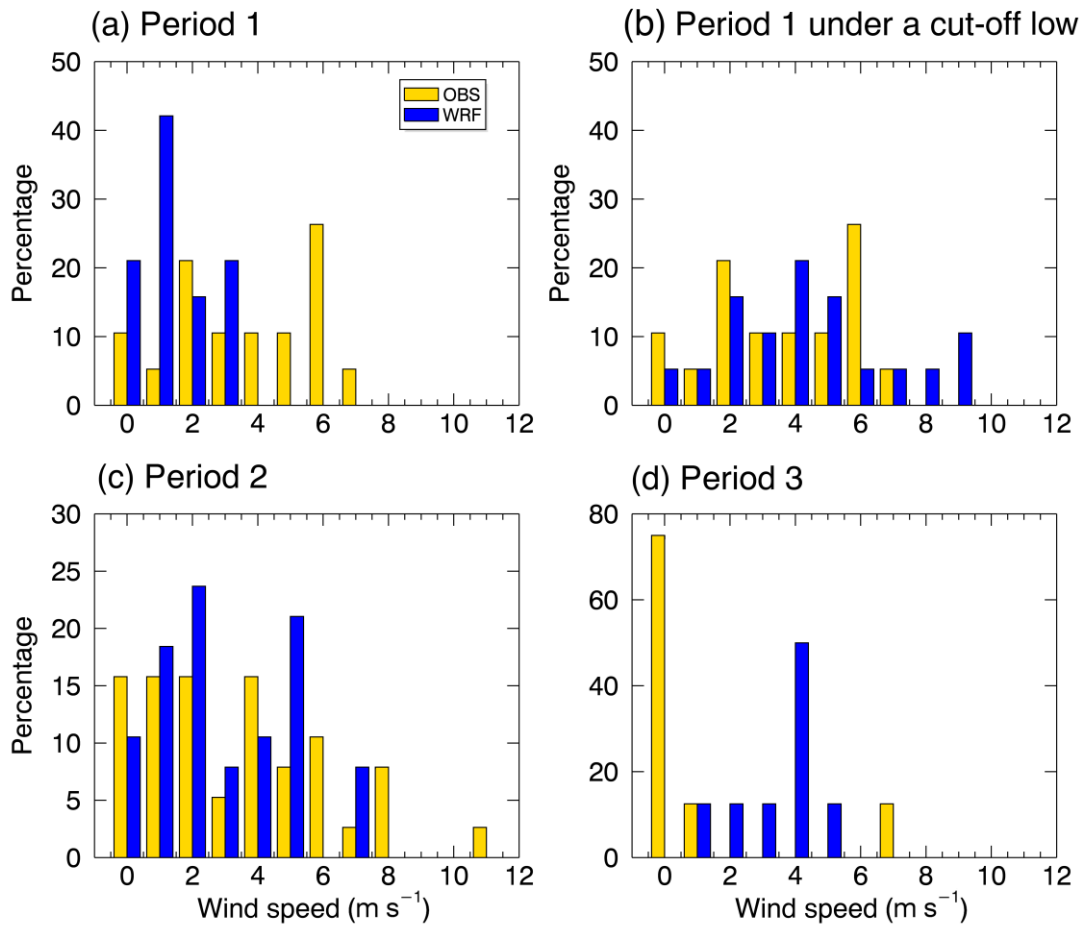 (a) Period 1
(b) Period 1 under a cut-off low
50
40
30
20
10
0
Percentage
OBS
WRF
0 2 4 6 8 10 12
50
40
30
20
10
0
Percentage
0 2 4 6 8 10 12
(c) Period 2
(d) Period 3
30
25
20
15
10
5
0
Percentage
0 2 4 6 8 10 12
Wind speed (m s⁻¹)
80
60
40
20
0
0 2 4 6 8 10 12
Wind speed (m s⁻¹)